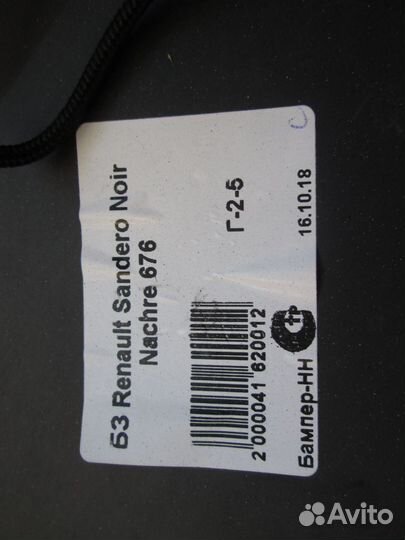 БЗ Renault Sandero Noir
Nachre 676
Г-2-5
2 000041 620012
Бампер-НН
16.10.18
Avito